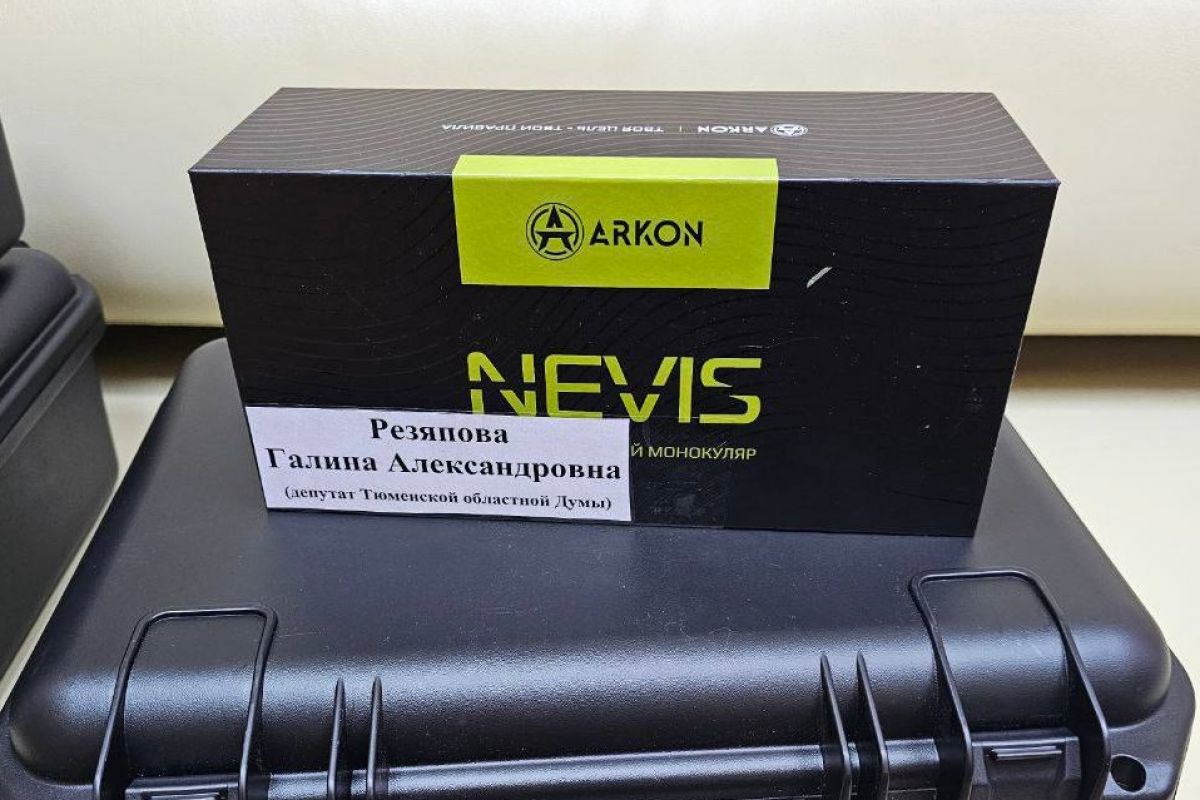 ARKON | ТВОЯ ЦЕЛЬ - ТВОИ ПРАВИЛА
ARKON
NEVIS
Й МОНОКУЛЯР
Резяпова
Галина Александровна
(депутат Тюменской областной Думы)